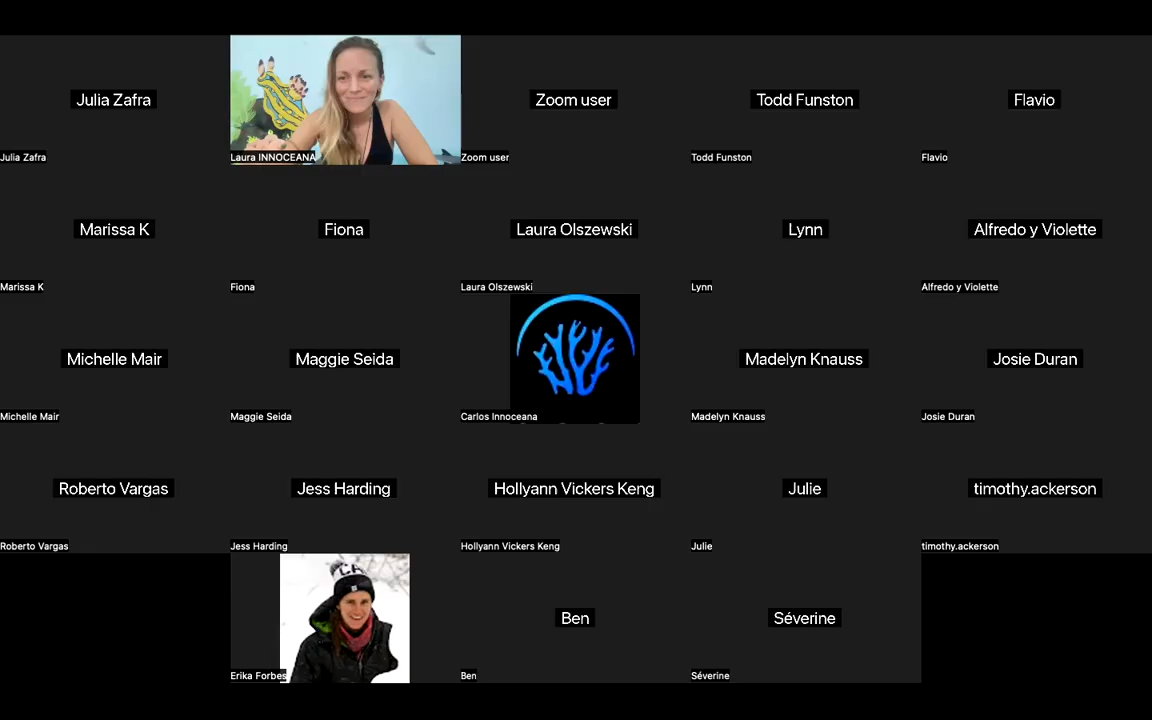 Julia Zafra
Julia Zafra
Laura INNOCEANA
Zoom user
Zoom user
Todd Funston
Todd Funston
Flavio
Flavio
Marissa K
Marissa K
Fiona
Fiona
Laura Olszewski
Laura Olszewski
Lynn
Lynn
Alfredo y Violette
Alfredo y Violette
Michelle Mair
Michelle Mair
Maggie Seida
Maggie Seida
Carlos Innoceana
Madelyn Knauss
Madelyn Knauss
Josie Duran
Josie Duran
Roberto Vargas
Roberto Vargas
Jess Harding
Jess Harding
Hollyann Vickers Keng
Hollyann Vickers Keng
Julie
Julie
timothy.ackerson
timothy.ackerson
Erika Forbes
Ben
Ben
Séverine
Séverine